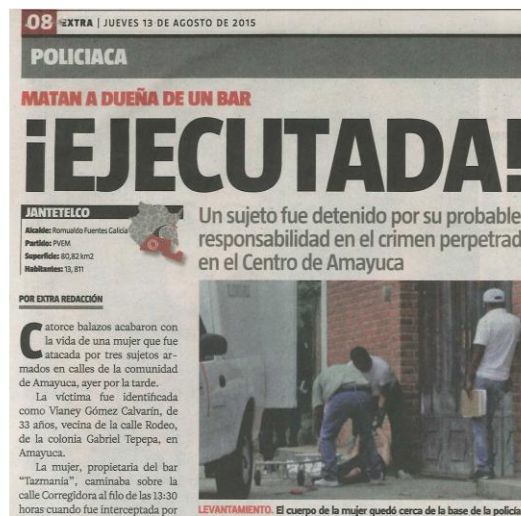 08 EXTRA | JUEVES 13 DE AGOSTO DE 2015
POLICIACA
MATAN A DUEÑA DE UN BAR
¡EJECUTADA!
JANTETELCO
Alcalde: Romualdo Fuentes Galicia
Partido: PVEM
Superficie: 80,82 km2
Habitantes: 13, 811
Un sujeto fue detenido por su probable
responsabilidad en el crimen perpetrad
en el Centro de Amayuca
POR EXTRA REDACCIÓN
Catorce balazos acabaron con
la vida de una mujer que fue
atacada por tres sujetos ar-
mados en calles de la comunidad
de Amayuca, ayer por la tarde.
La víctima fue identificada
como Vianey Gómez Calvarín, de
33 años, vecina de la calle Rodeo,
de la colonia Gabriel Tepepa, en
Amayuca.
La mujer, propietaria del bar
“Tazmania”, caminaba sobre la
calle Corregidora al filo de las 13:30
horas cuando fue interceptada por
LEVANTAMIENTO. El cuerpo de la mujer quedó cerca de la base de la policía